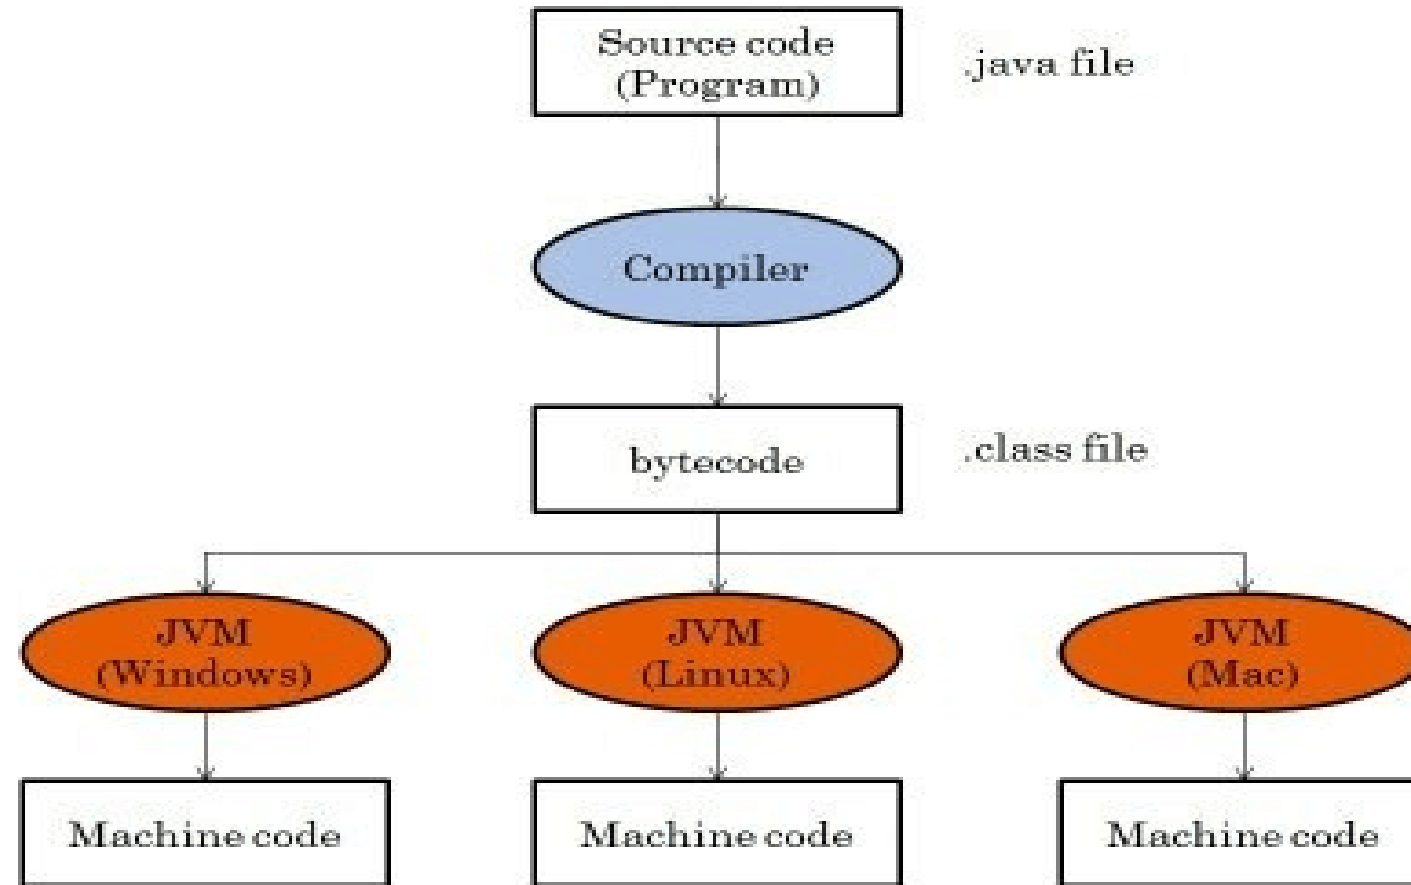 Source code
(Program)
.java file
Compiler
bytecode
.class file
JVM
(Windows)
JVM
(Linux)
JVM
(Mac)
Machine code
Machine code
Machine code